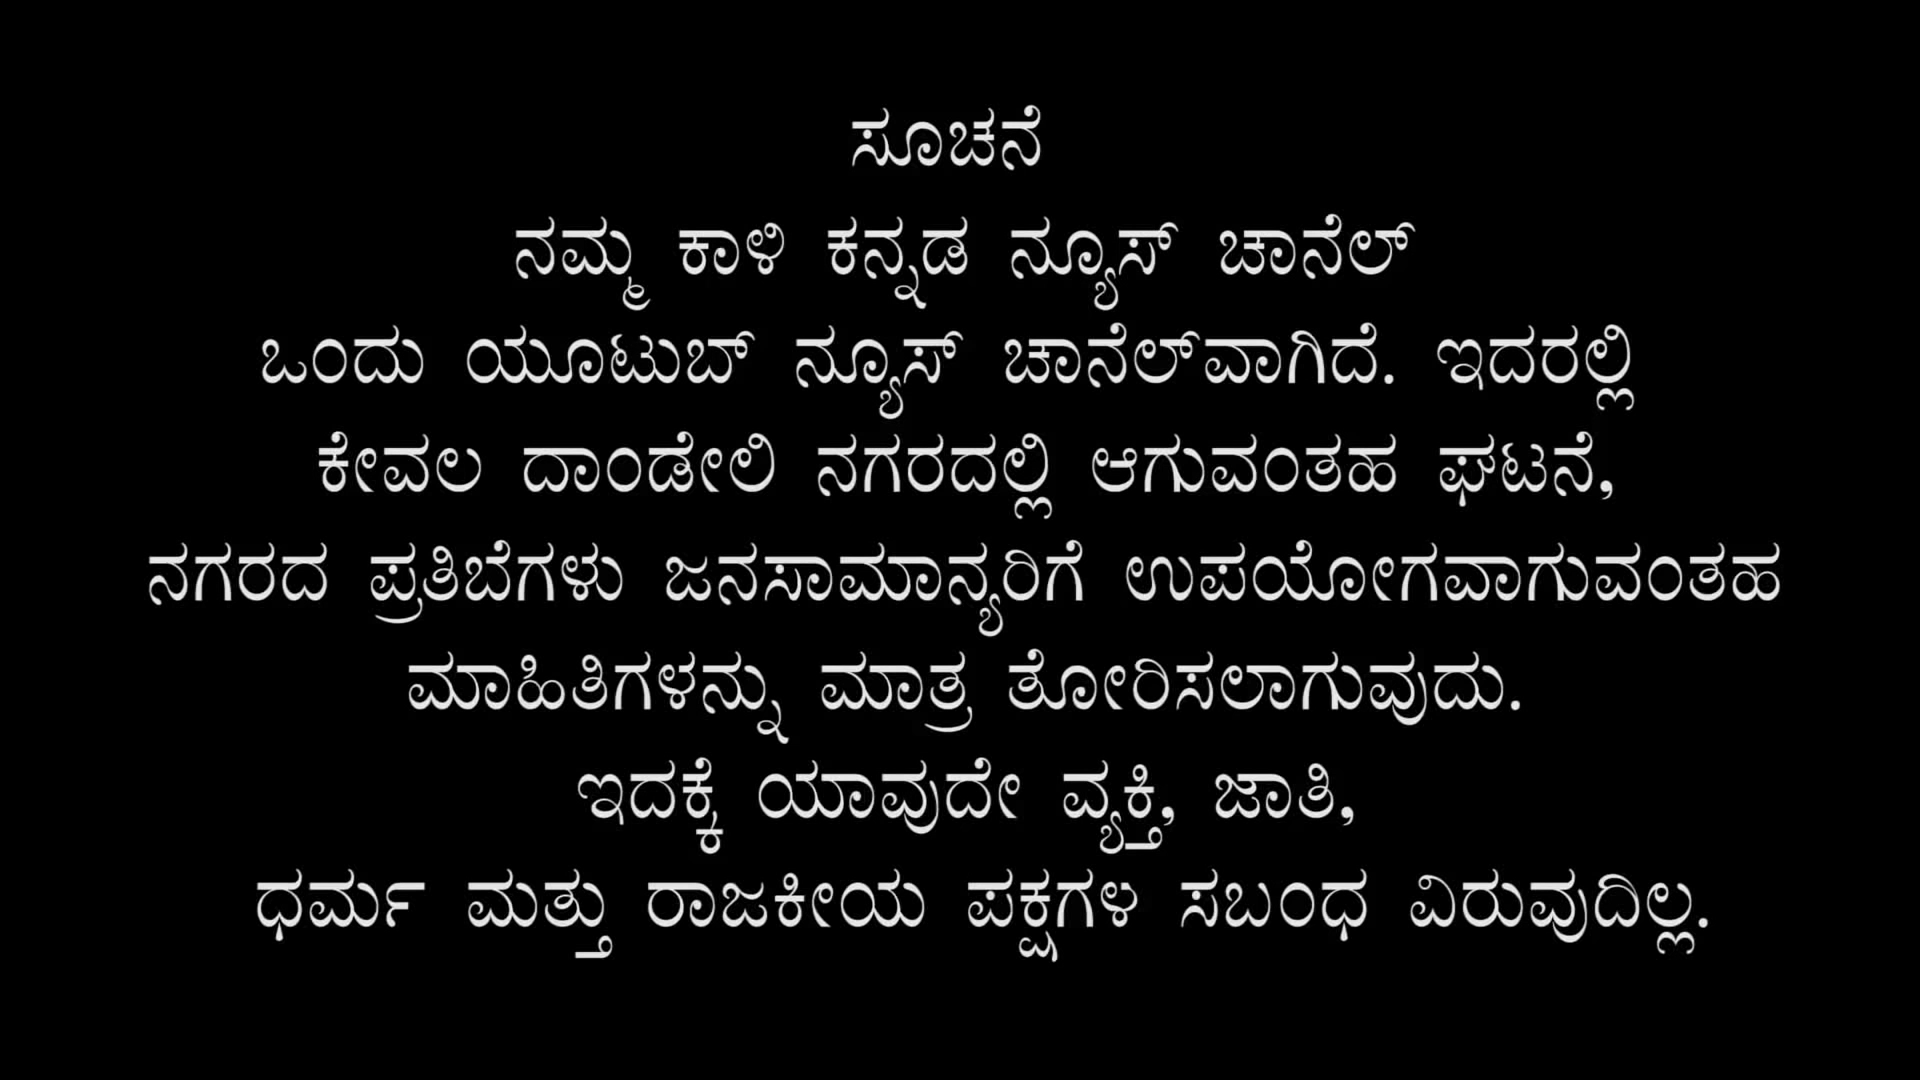 ಸೂಚನೆ
ನಮ್ಮ ಕಾಳಿ ಕನ್ನಡ ನ್ಯೂಸ್ ಚಾನೆಲ್
ಒಂದು ಯೂಟುಬ್ ನ್ಯೂಸ್ ಚಾನೆಲ್‌ವಾಗಿದೆ. ಇದರಲ್ಲಿ
ಕೇವಲ ದಾಂಡೇಲಿ ನಗರದಲ್ಲಿ ಆಗುವಂತಹ ಘಟನೆ,
ನಗರದ ಪ್ರತಿಬೆಗಳು ಜನಸಾಮಾನ್ಯರಿಗೆ ಉಪಯೋಗವಾಗುವಂತಹ
ಮಾಹಿತಿಗಳನ್ನು ಮಾತ್ರ ತೋರಿಸಲಾಗುವುದು.
ಇದಕ್ಕೆ ಯಾವುದೇ ವ್ಯಕ್ತಿ, ಜಾತಿ,
ಧರ್ಮ ಮತ್ತು ರಾಜಕೀಯ ಪಕ್ಷಗಳ ಸಬಂಧ ವಿರುವುದಿಲ್ಲ.